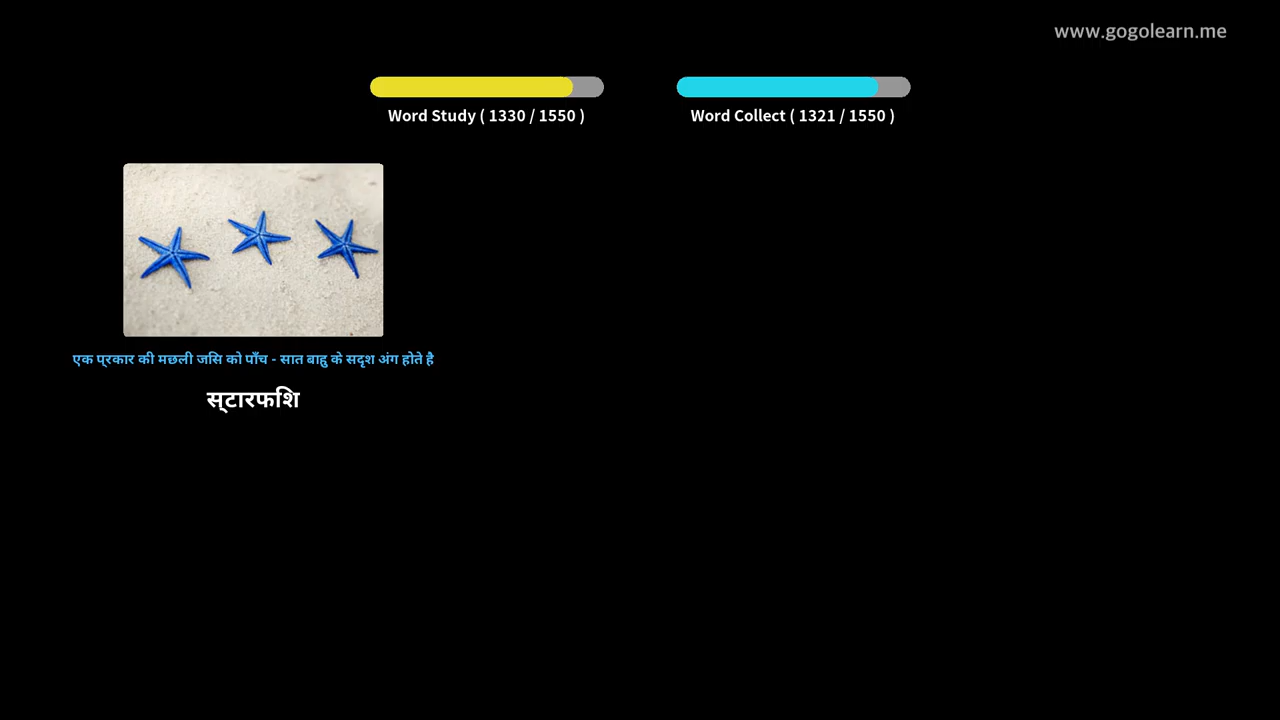 www.gogolearn.me
Word Study ( 1330 / 1550 )
Word Collect ( 1321 / 1550 )
एक प्रकार की मछली जसि को पाँच - सात बाहु के सदृश अंग होते है
स्टारफशि